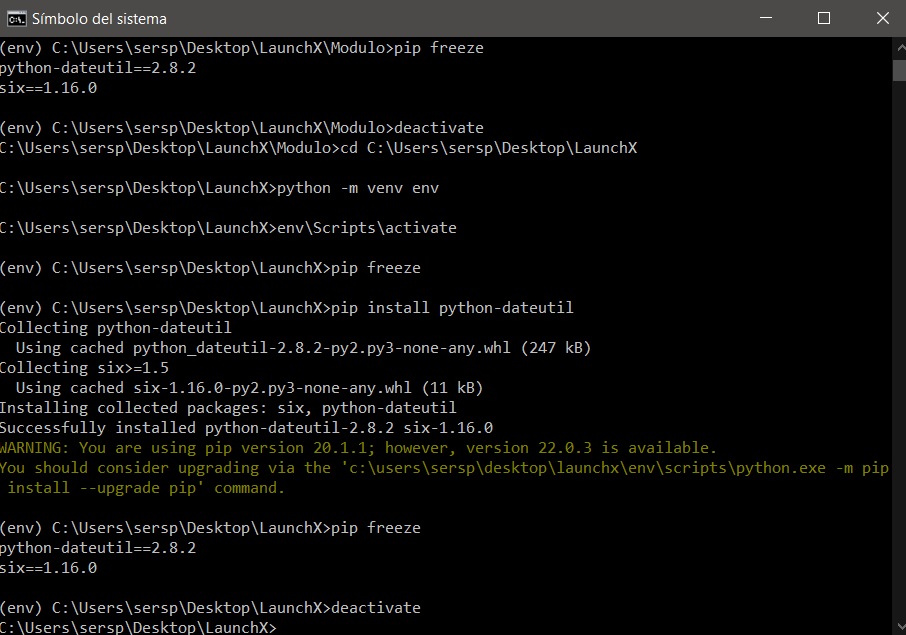 Símbolo del sistema
(env) C:\Users\sersp\Desktop\LaunchX\Modulo>pip freeze
python-dateutil==2.8.2
six==1.16.0
(env) C:\Users\sersp\Desktop\LaunchX\Modulo>deactivate
C:\Users\sersp\Desktop\LaunchX\Modulo>cd C:\Users\sersp\Desktop\LaunchX
C:\Users\sersp\Desktop\LaunchX>python -m venv env
C:\Users\sersp\Desktop\LaunchX>env\Scripts\activate
(env) C:\Users\sersp\Desktop\LaunchX>pip freeze
(env) C:\Users\sersp\Desktop\LaunchX>pip install python-dateutil
Collecting python-dateutil
  Using cached python_dateutil-2.8.2-py2.py3-none-any.whl (247 kB)
Collecting six>=1.5
  Using cached six-1.16.0-py2.py3-none-any.whl (11 kB)
Installing collected packages: six, python-dateutil
Successfully installed python-dateutil-2.8.2 six-1.16.0
WARNING: You are using pip version 20.1.1; however, version 22.0.3 is available.
You should consider upgrading via the 'c:\users\sersp\desktop\launchx\env\scripts\python.exe -m pip
 install --upgrade pip' command.
(env) C:\Users\sersp\Desktop\LaunchX>pip freeze
python-dateutil==2.8.2
six==1.16.0
(env) C:\Users\sersp\Desktop\LaunchX>deactivate
C:\Users\sersp\Desktop\LaunchX>